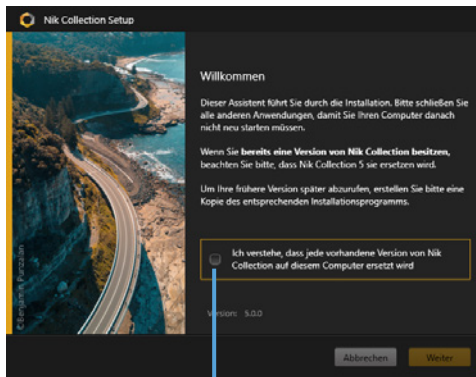 Nik Collection Setup
Willkommen
Dieser Assistent führt Sie durch die Installation. Bitte schließen Sie
alle anderen Anwendungen, damit Sie Ihren Computer danach
nicht neu starten müssen.
Wenn Sie bereits eine Version von Nik Collection besitzen,
beachten Sie bitte, dass Nik Collection 5 sie ersetzen wird.
Um Ihre frühere Version später abzurufen, erstellen Sie bitte eine
Kopie des entsprechenden Installationsprogramms.
Ich verstehe, dass jede vorhandene Version von Nik
Collection auf diesem Computer ersetzt wird
©Benjamin Punzalan
Version: 5.0.0
Abbrechen
Weiter